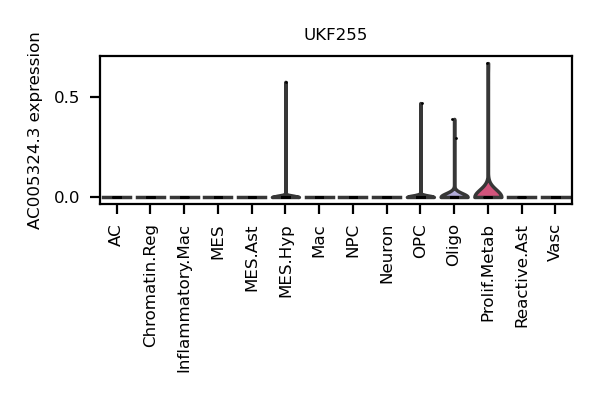 UKF255
AC005324.3 expression
0.5
0.0
AC
Chromatin.Reg
Inflammatory.Mac
MES
MES.Ast
MES.Hyp
Mac
NPC
Neuron
OPC
Oligo
Prolif.Metab
Reactive.Ast
Vasc